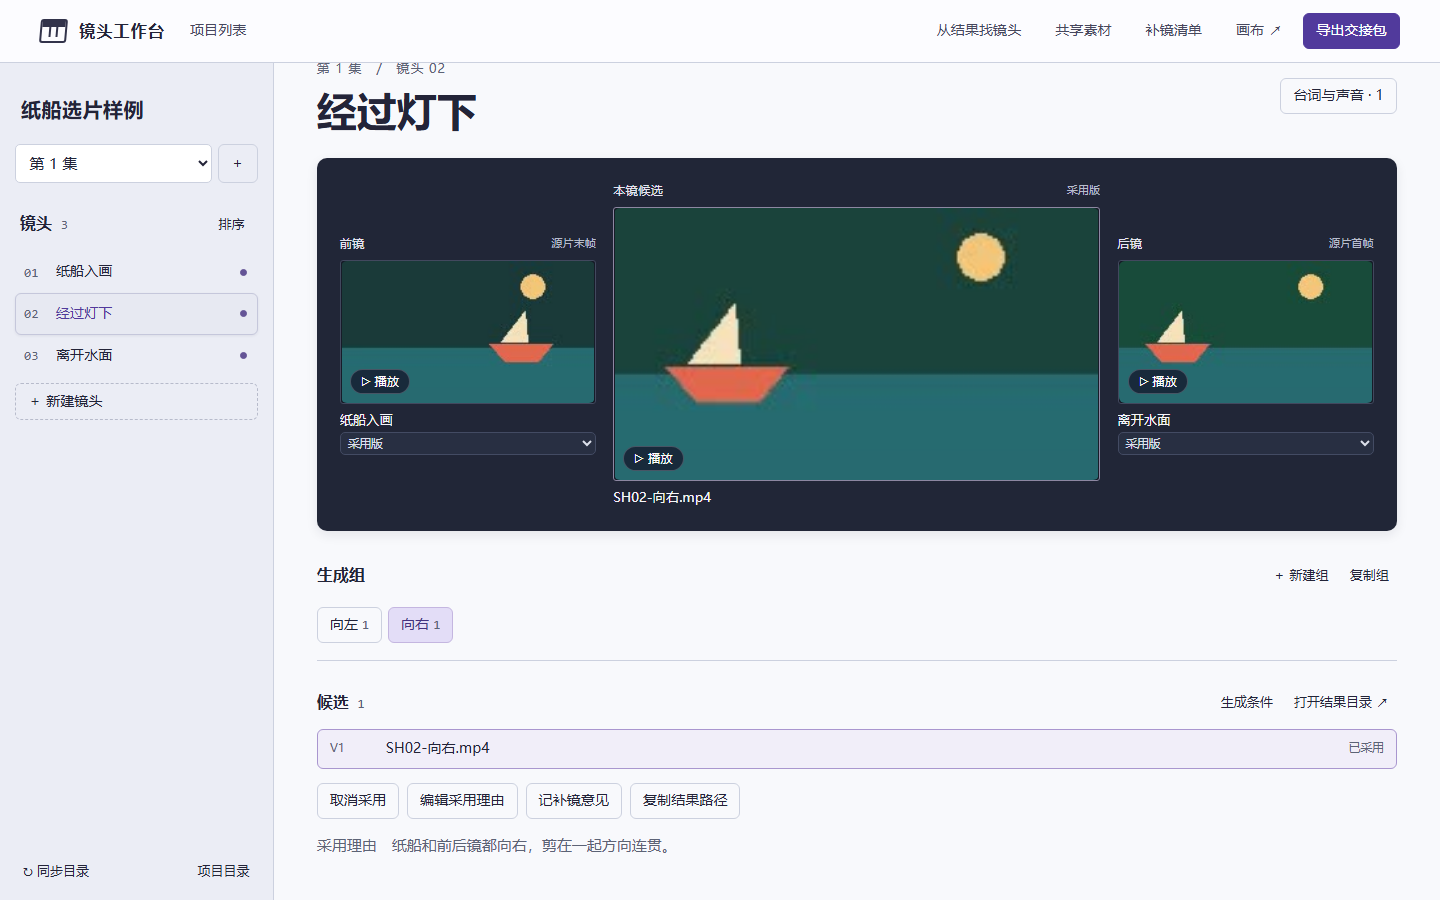 镜头工作台
项目列表
从结果找镜头
共享素材
补镜清单
画布 ↗
导出交接包
纸船选片样例
第 1 集
+
镜头 3
排序
01 纸船入画
02 经过灯下
03 离开水面
+ 新建镜头
↻ 同步目录
项目目录
第 1 集 / 镜头 02
经过灯下
台词与声音 · 1
前镜 源片末帧
▷ 播放
纸船入画
采用版
本镜候选 采用版
▷ 播放
SH02-向右.mp4
后镜 源片首帧
▷ 播放
离开水面
采用版
生成组
+ 新建组
复制组
向左 1
向右 1
候选 1
生成条件
打开结果目录 ↗
V1 SH02-向右.mp4 已采用
取消采用
编辑采用理由
记补镜意见
复制结果路径
采用理由 纸船和前后镜都向右，剪在一起方向连贯。